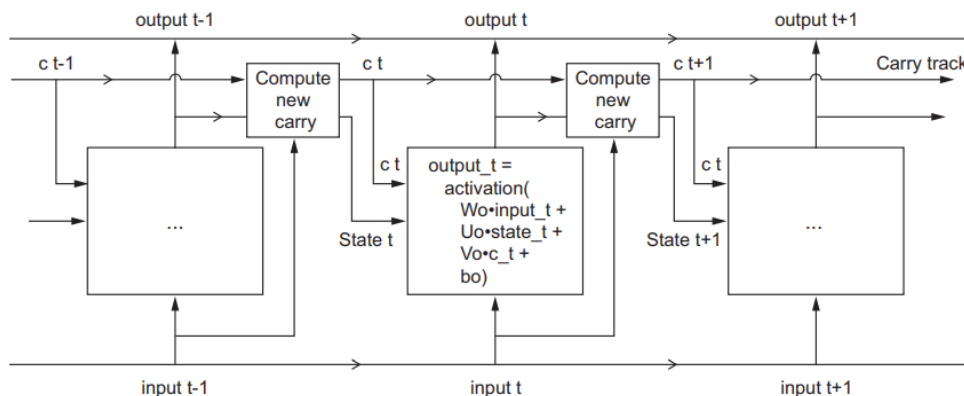 output t-1
output t
output t+1
c t-1
Compute
new
carry
c t
Compute
new
carry
c t+1
Carry track
...
c t
output_t =
activation(
Wo•input_t +
Uo•state_t +
Vo•c_t +
bo)
c t
...
State t
State t+1
input t-1
input t
input t+1